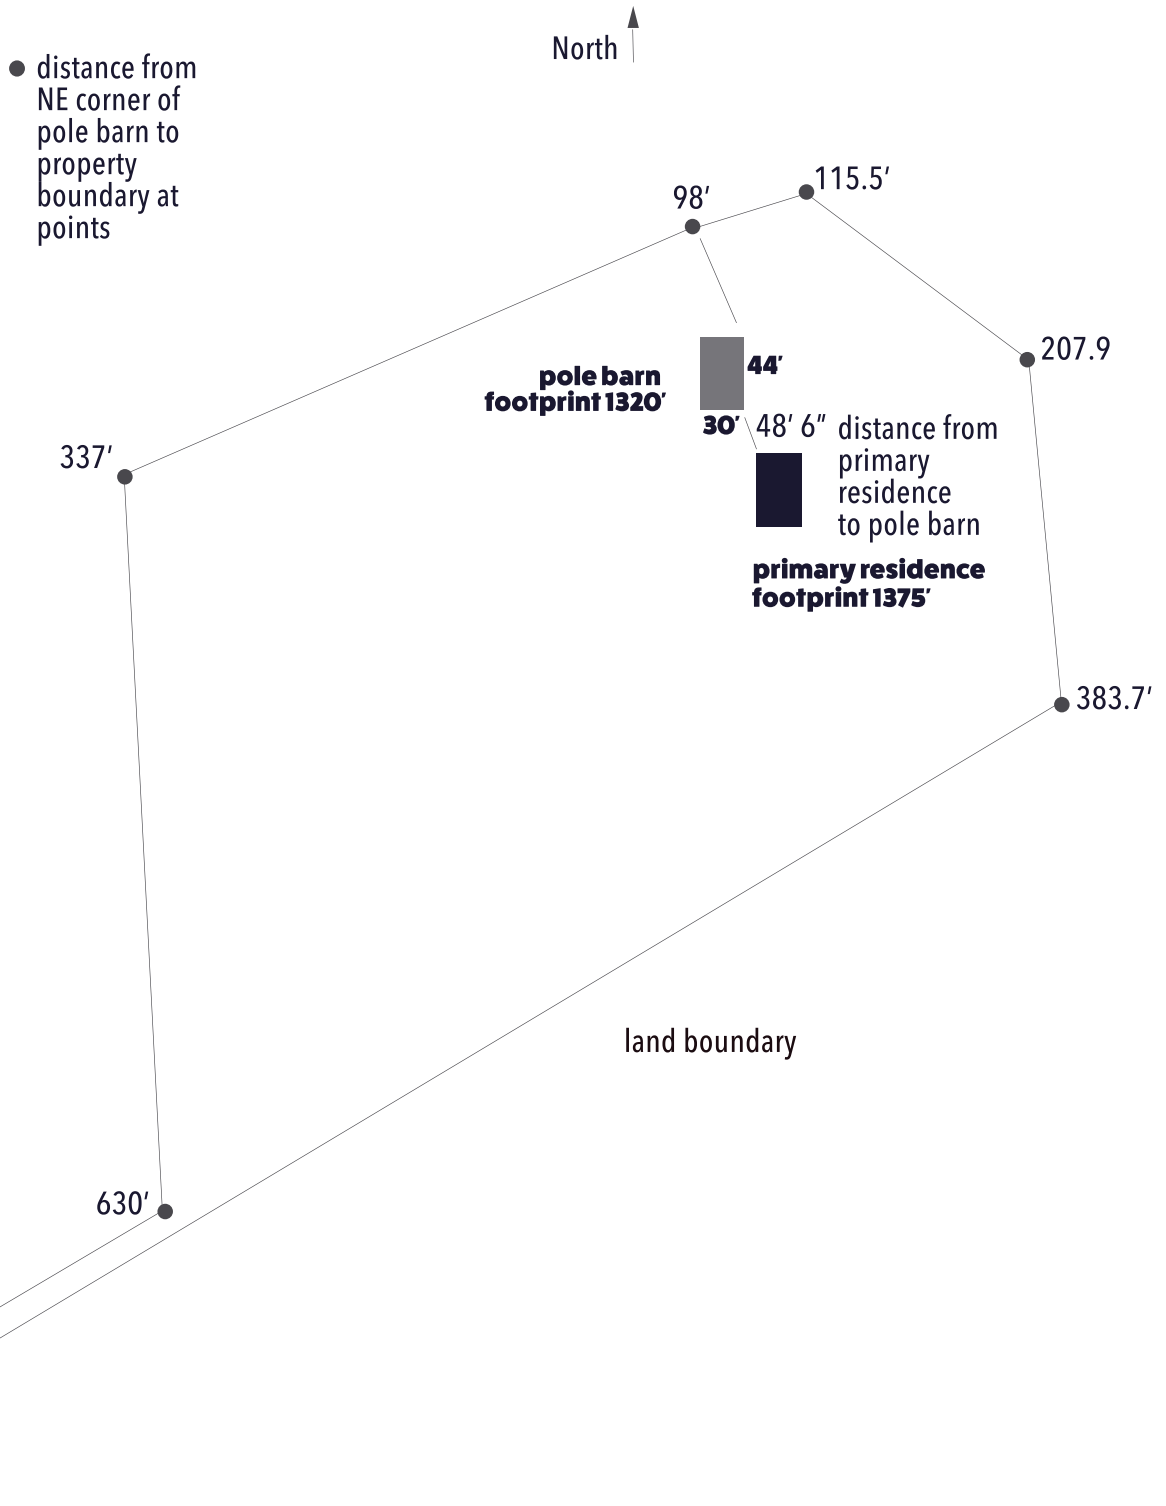 North
distance from
NE corner of
pole barn to
property
boundary at
points
115.5′
98′
207.9
44′
pole barn
footprint 1320′
30′
48′ 6″
distance from
primary
residence
to pole barn
337′
primary residence
footprint 1375′
383.7′
land boundary
630′